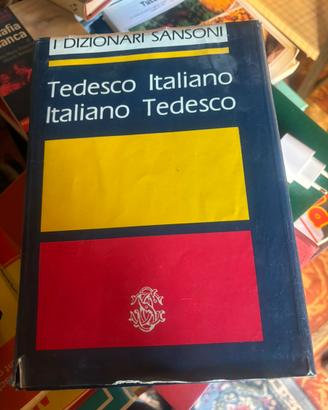 I DIZIONARI SANSONI
Tedesco Italiano
Italiano Tedesco